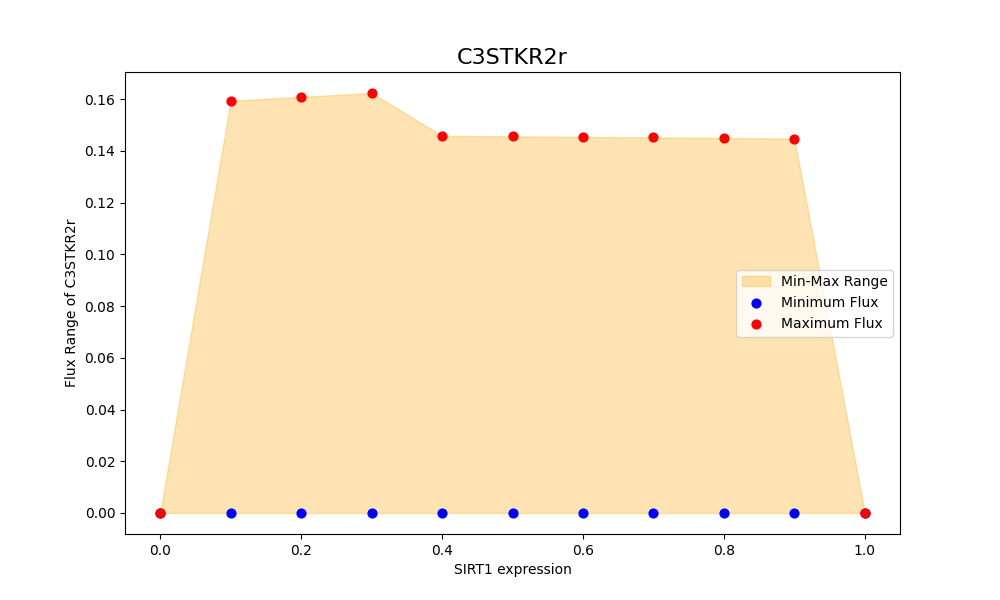 C3STKR2r
Flux Range of C3STKR2r
0.16
0.14
0.12
0.10
0.08
0.06
0.04
0.02
0.00
Min-Max Range
Minimum Flux
Maximum Flux
0.0 0.2 0.4 0.6 0.8 1.0
SIRT1 expression